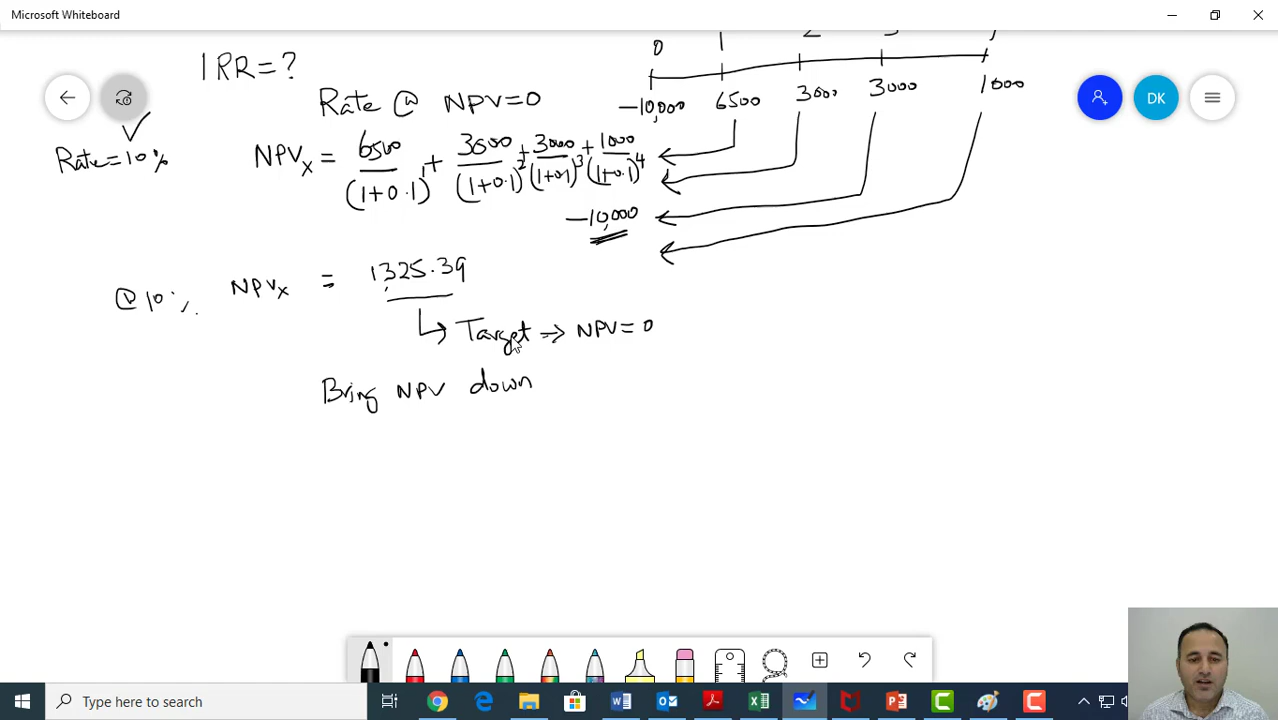 Microsoft Whiteboard
IRR=?
0 1 2 3
-10,000 6500 3000 3000 1000
DK
Rate @ NPV=0
Rate=10%
NPVx = 6500/(1+0.1)^1 + 3000/(1+0.1)^2 + 3000/(1+0.1)^3 + 1000/(1+0.1)^4
-10,000
@ 10%. NPVx = 1325.39
Target ⇒ NPV=0
Bring NPV down
Type here to search